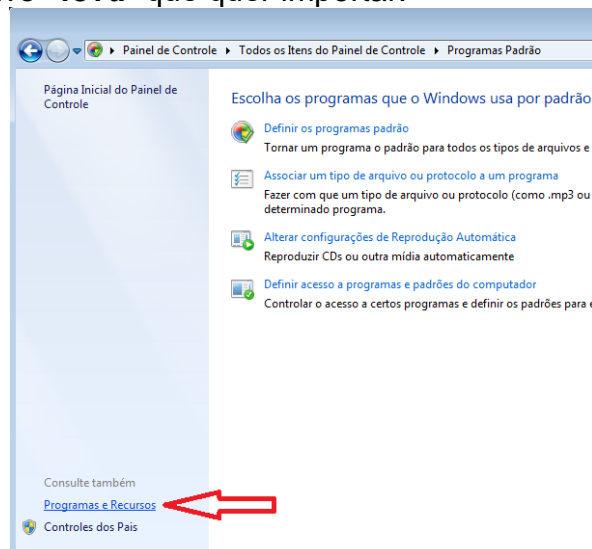 que quer importar.
Painel de Controle ▸ Todos os Itens do Painel de Controle ▸ Programas Padrão
Página Inicial do Painel de
Controle
Escolha os programas que o Windows usa por padrão
Definir os programas padrão
Tornar um programa o padrão para todos os tipos de arquivos e
Associar um tipo de arquivo ou protocolo a um programa
Fazer com que um tipo de arquivo ou protocolo (como .mp3 ou
determinado programa.
Alterar configurações de Reprodução Automática
Reproduzir CDs ou outra mídia automaticamente
Definir acesso a programas e padrões do computador
Controlar o acesso a certos programas e definir os padrões para
Consulte também
Programas e Recursos
Controles dos Pais